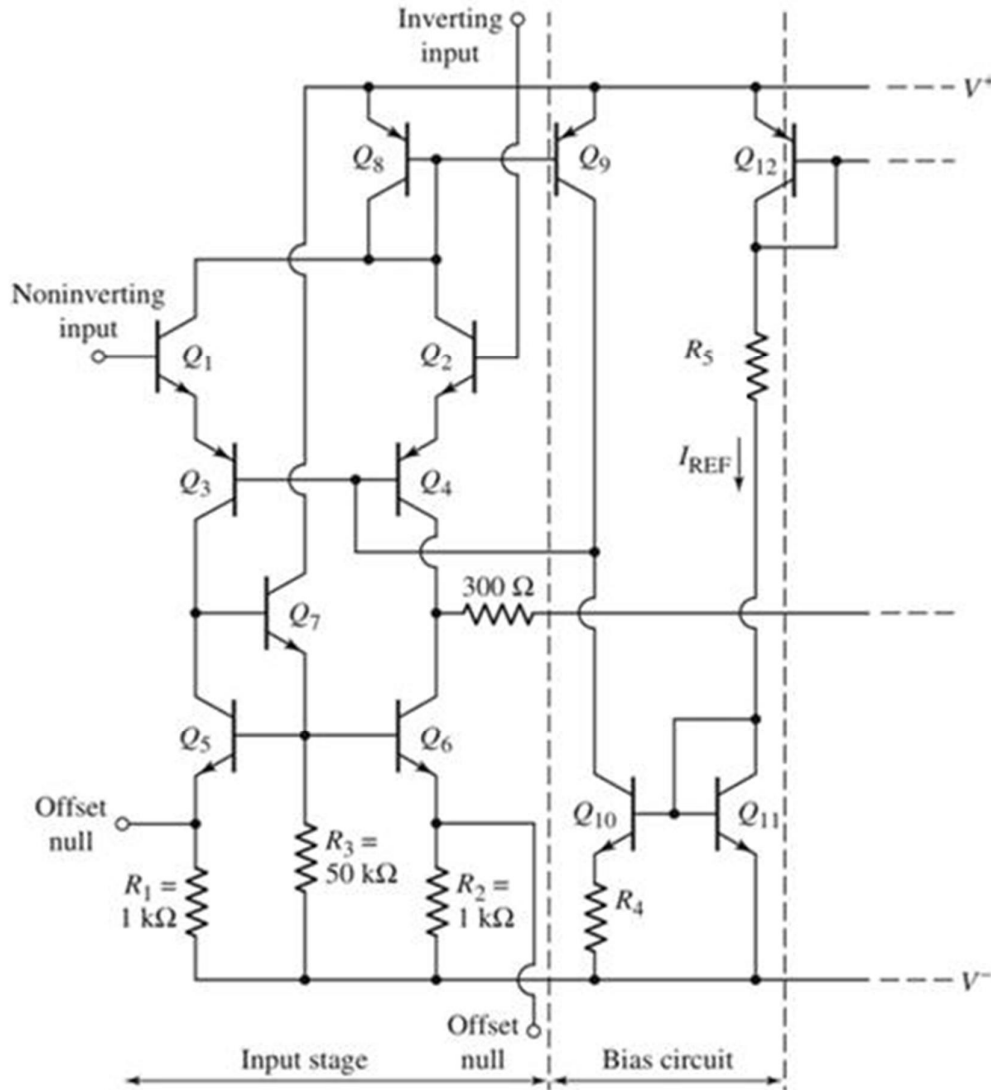 Inverting
input
V⁺
Q₈
Q₉
Q₁₂
Noninverting
input
Q₁
Q₂
R₅
Q₃
Q₄
I_REF
300 Ω
Q₇
Q₅
Q₆
Offset
null
Q₁₀
Q₁₁
R₃ =
50 kΩ
R₁ =
1 kΩ
R₂ =
1 kΩ
R₄
V⁻
Offset
null
Input stage
Bias circuit